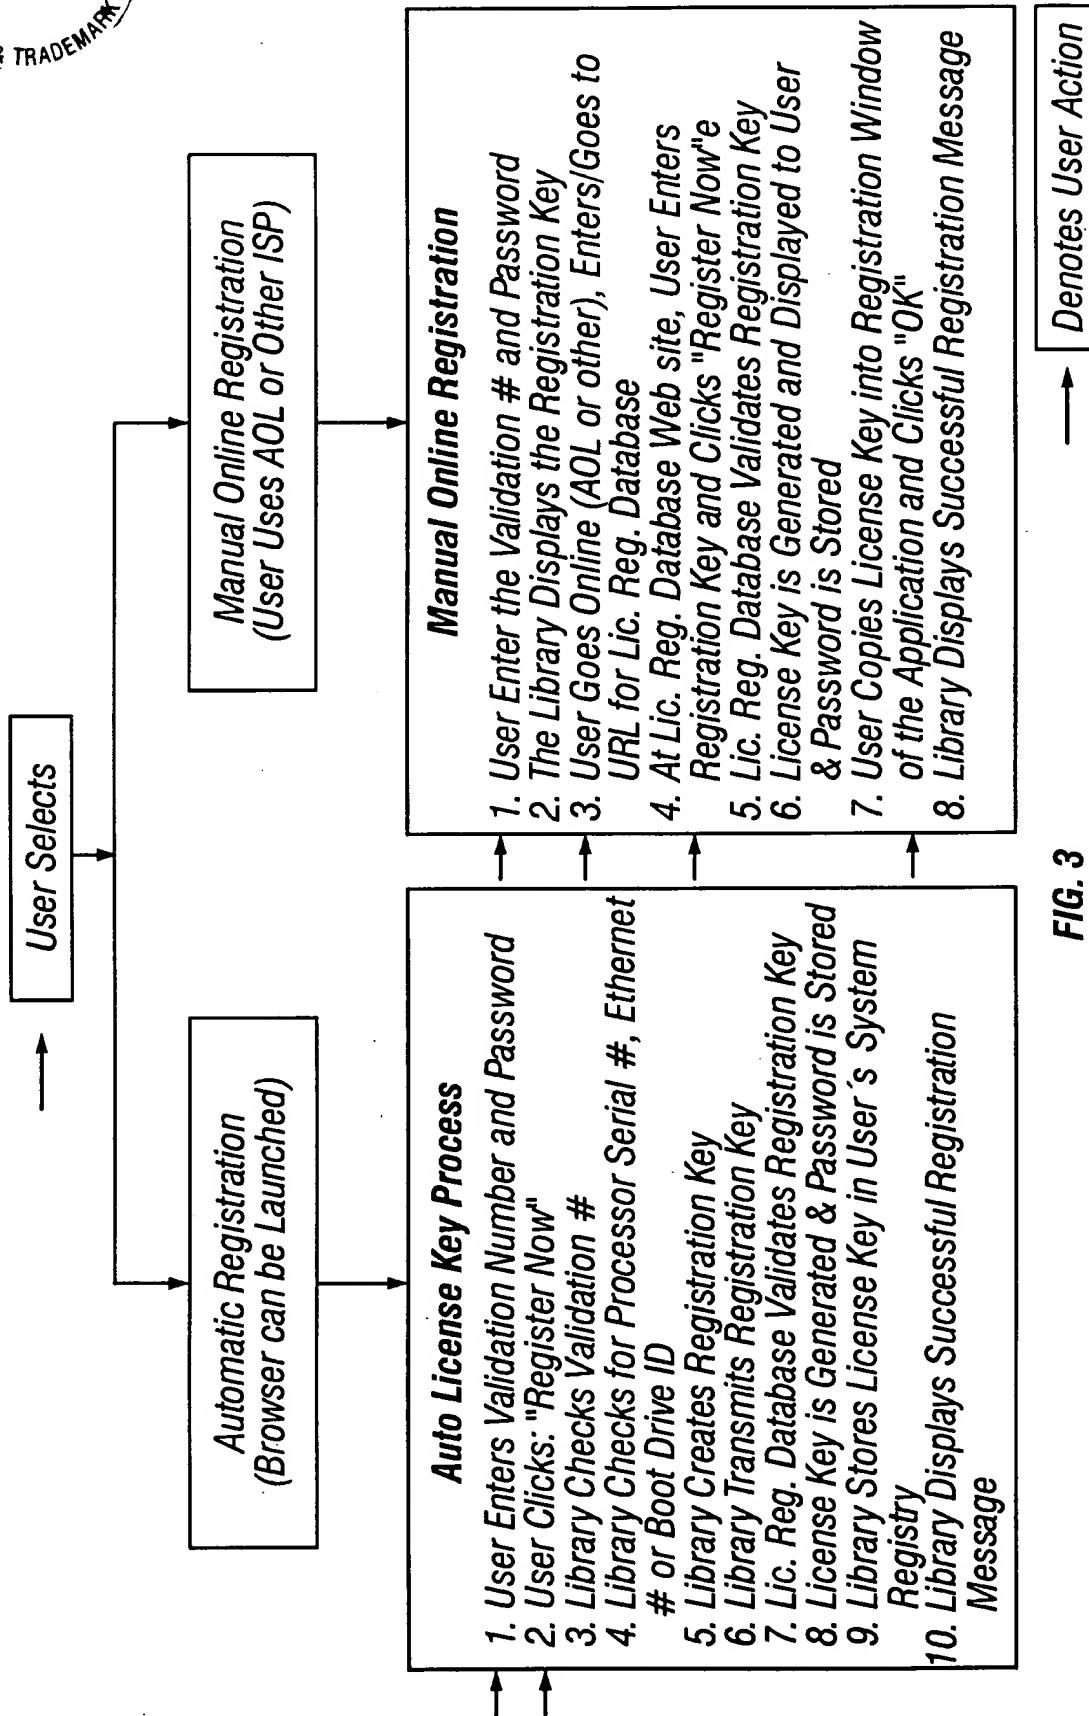 & TRADEMARK
User Selects
Automatic Registration
(Browser can be Launched)
Manual Online Registration
(User Uses AOL or Other ISP)
Auto License Key Process
1. User Enters Validation Number and Password
2. User Clicks: "Register Now"
3. Library Checks Validation #
4. Library Checks for Processor Serial #, Ethernet
# or Boot Drive ID
5. Library Creates Registration Key
6. Library Transmits Registration Key
7. Lic. Reg. Database Validates Registration Key
8. License Key is Generated & Password is Stored
9. Library Stores License Key in User's System
Registry
10. Library Displays Successful Registration
Message
Manual Online Registration
1. User Enter the Validation # and Password
2. The Library Displays the Registration Key
3. User Goes Online (AOL or other), Enters/Goes to
URL for Lic. Reg. Database
4. At Lic. Reg. Database Web site, User Enters
Registration Key and Clicks "Register Now"e
5. Lic. Reg. Database Validates Registration Key
6. License Key is Generated and Displayed to User
& Password is Stored
7. User Copies License Key into Registration Window
of the Application and Clicks "OK"
8. Library Displays Successful Registration Message
FIG. 3
Denotes User Action